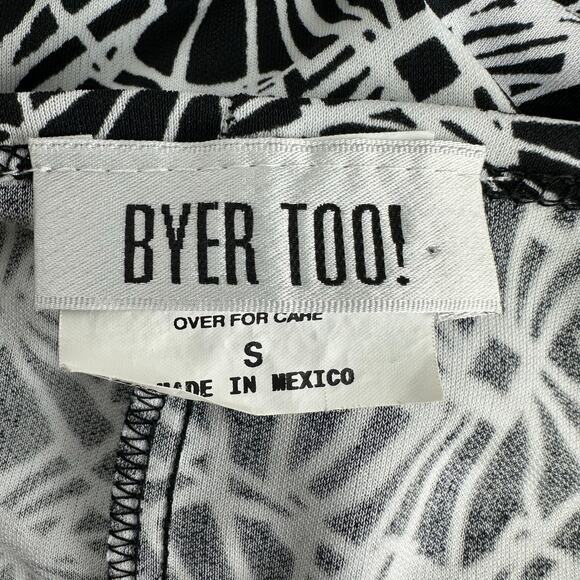 BYER TOO!
OVER FOR CARE
S
MADE IN MEXICO